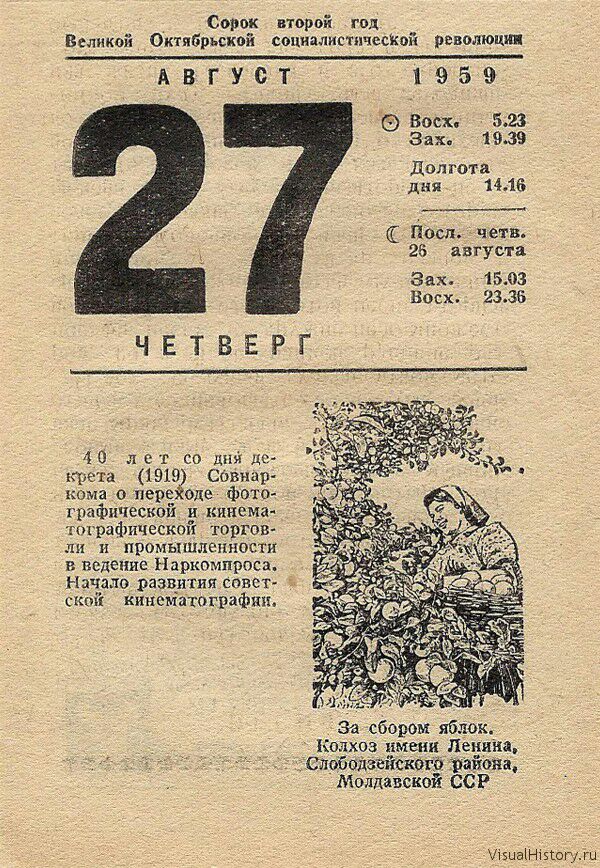 Сорок второй год
Великой Октябрьской социалистической революции
АВГУСТ 1959
27
Восх. 5.23
Зах. 19.39
Долгота
дня 14.16
Посл. четв.
26 августа
Зах. 15.03
Восх. 23.36
ЧЕТВЕРГ
40 лет со дня де-
крета (1919) Совнар-
кома о переходе фото-
графической и кинема-
тографической торгов-
ли и промышленности
в ведение Наркомпроса.
Начало развития совет-
ской кинематографии.
За сбором яблок.
Колхоз имени Ленина,
Слободзейского района,
Молдавской ССР
VisualHistory.ru